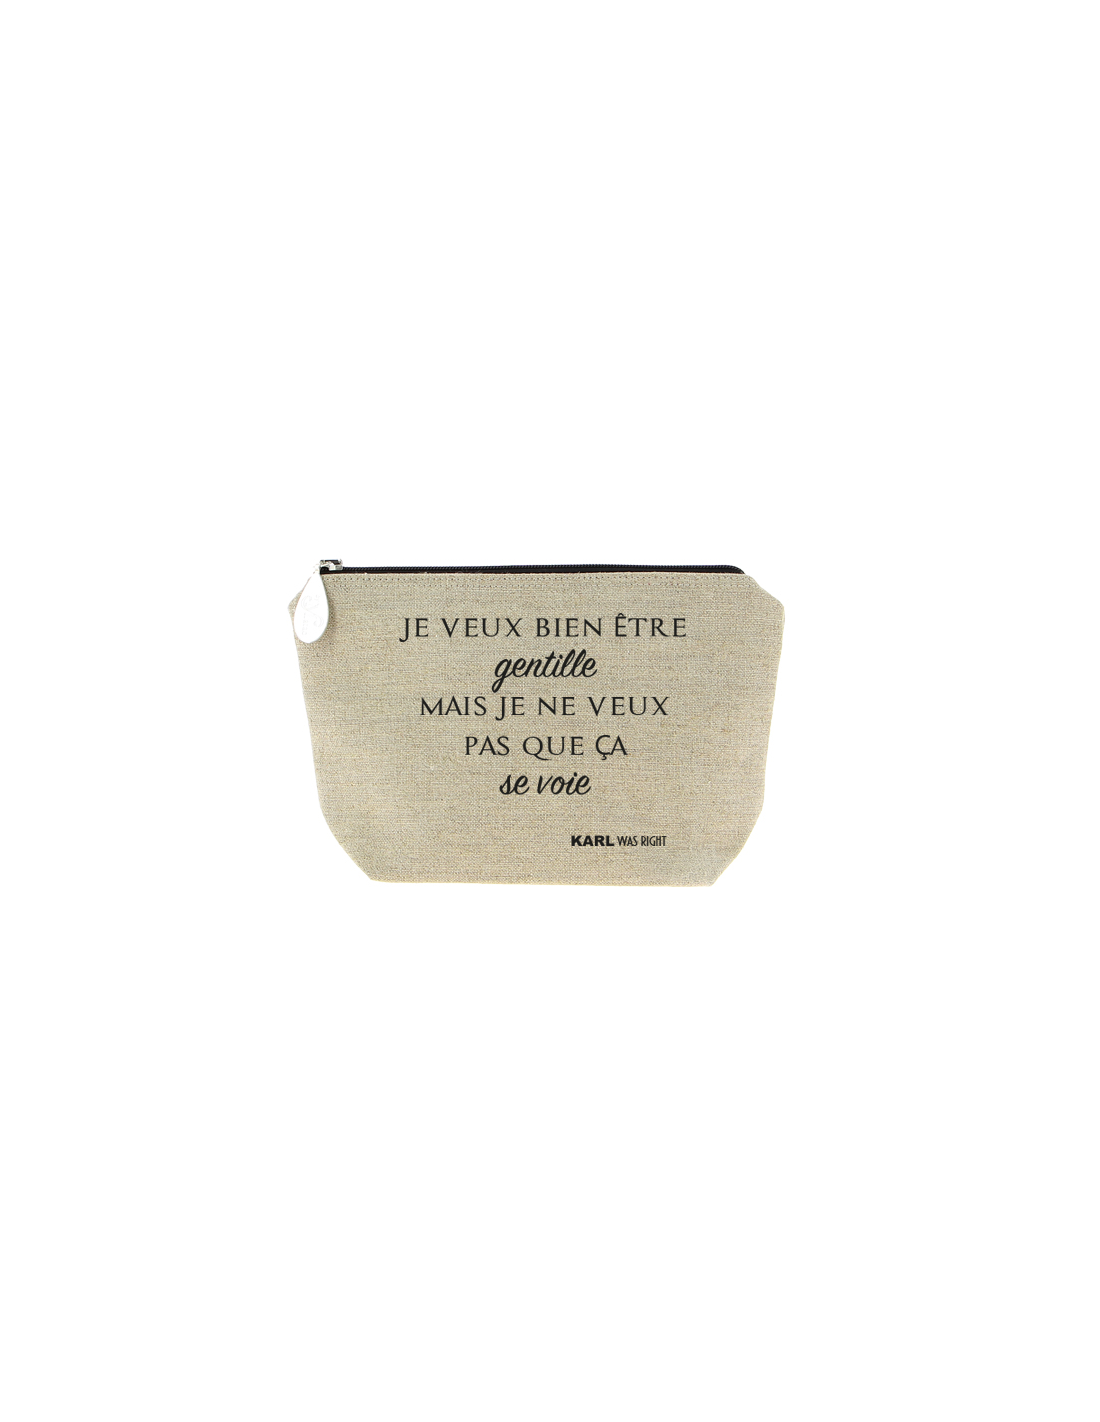 JE VEUX BIEN ÊTRE
gentille
MAIS JE NE VEUX
PAS QUE ÇA
se voie
KARL WAS RIGHT